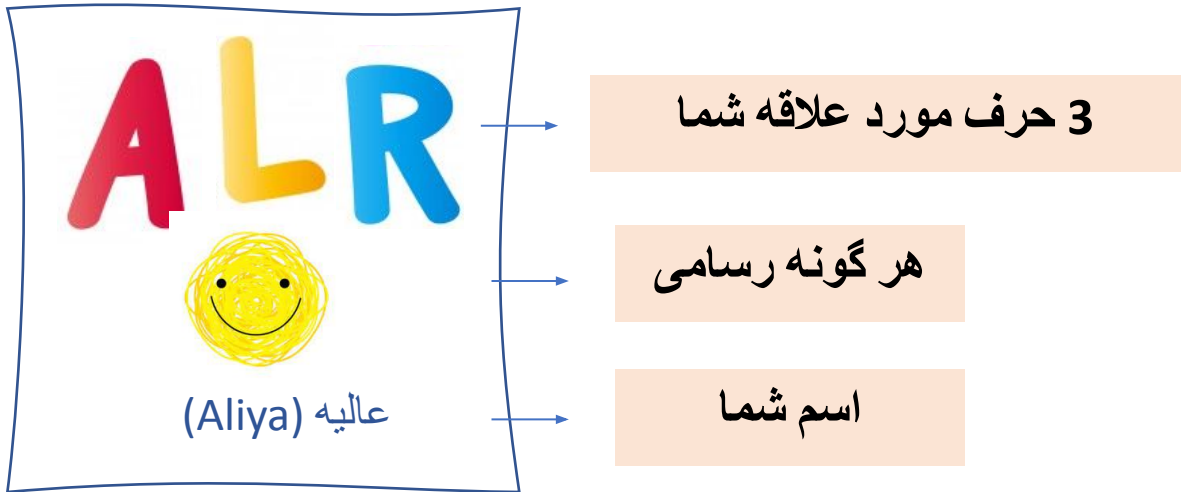 ALR
3 حرف مورد علاقه شما
هر گونه رسامی
عالیه (Aliya)
اسم شما